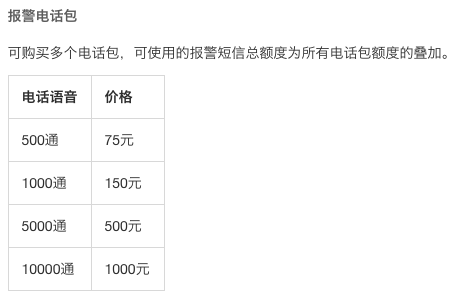 报警电话包
可购买多个电话包，可使用的报警短信总额度为所有电话包额度的叠加。
电话语音 价格
500通 75元
1000通 150元
5000通 500元
10000通 1000元